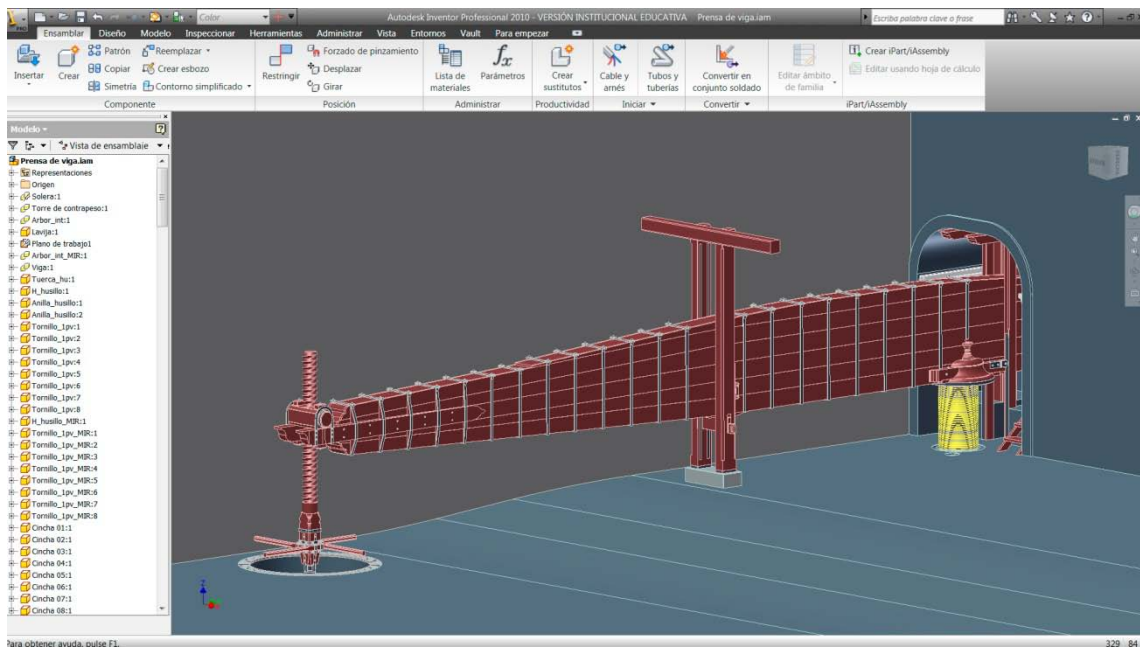 PRO
Color
Autodesk Inventor Professional 2010 - VERSIÓN INSTITUCIONAL EDUCATIVA Prensa de viga.iam
Escriba palabra clave o frase
Ensamblar Diseño Modelo Inspeccionar Herramientas Administrar Vista Entornos Vault Para empezar
Insertar
Crear
Patrón
Copiar
Simetría
Reemplazar
Crear esbozo
Contorno simplificado
Componente
Restringir
Forzado de pinzamiento
Desplazar
Girar
Posición
Lista de materiales
fx
Parámetros
Administrar
Crear sustitutos
Productividad
Cable y arnés
Tubos y tuberías
Iniciar
Convertir en conjunto soldado
Convertir
Editar ámbito de familia
Crear iPart/iAssembly
Editar usando hoja de cálculo
iPart/iAssembly
Modelo
Vista de ensamblaje
Prensa de viga.iam
Representaciones
Origen
Solera:1
Torre de contrapeso:1
Arbor_int:1
Lavija:1
Plano de trabajo1
Arbor_int_MIR:1
Viga:1
Tuerca_hu:1
H_husillo:1
Anilla_husillo:1
Anilla_husillo:2
Tornillo_1pv:1
Tornillo_1pv:2
Tornillo_1pv:3
Tornillo_1pv:4
Tornillo_1pv:5
Tornillo_1pv:6
Tornillo_1pv:7
Tornillo_1pv:8
H_husillo_MIR:1
Tornillo_1pv_MIR:1
Tornillo_1pv_MIR:2
Tornillo_1pv_MIR:3
Tornillo_1pv_MIR:4
Tornillo_1pv_MIR:5
Tornillo_1pv_MIR:6
Tornillo_1pv_MIR:7
Tornillo_1pv_MIR:8
Cincha 01:1
Cincha 02:1
Cincha 03:1
Cincha 04:1
Cincha 05:1
Cincha 06:1
Cincha 07:1
Cincha 08:1
Z
Para obtener ayuda, pulse F1.
329 84